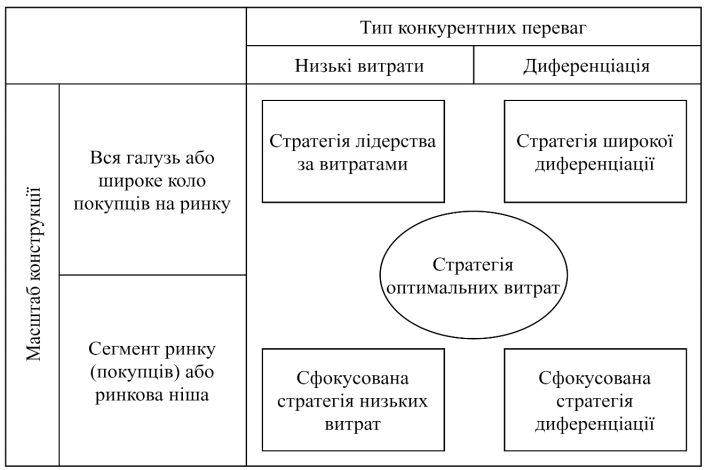 Тип конкурентних переваг
Низькі витрати
Диференціація
Масштаб конструкції
Вся галузь або
широке коло
покупців на ринку
Стратегія лідерства
за витратами
Стратегія широкої
диференціації
Стратегія
оптимальних витрат
Сегмент ринку
(покупців) або
ринкова ніша
Сфокусована
стратегія низьких
витрат
Сфокусована
стратегія
диференціації